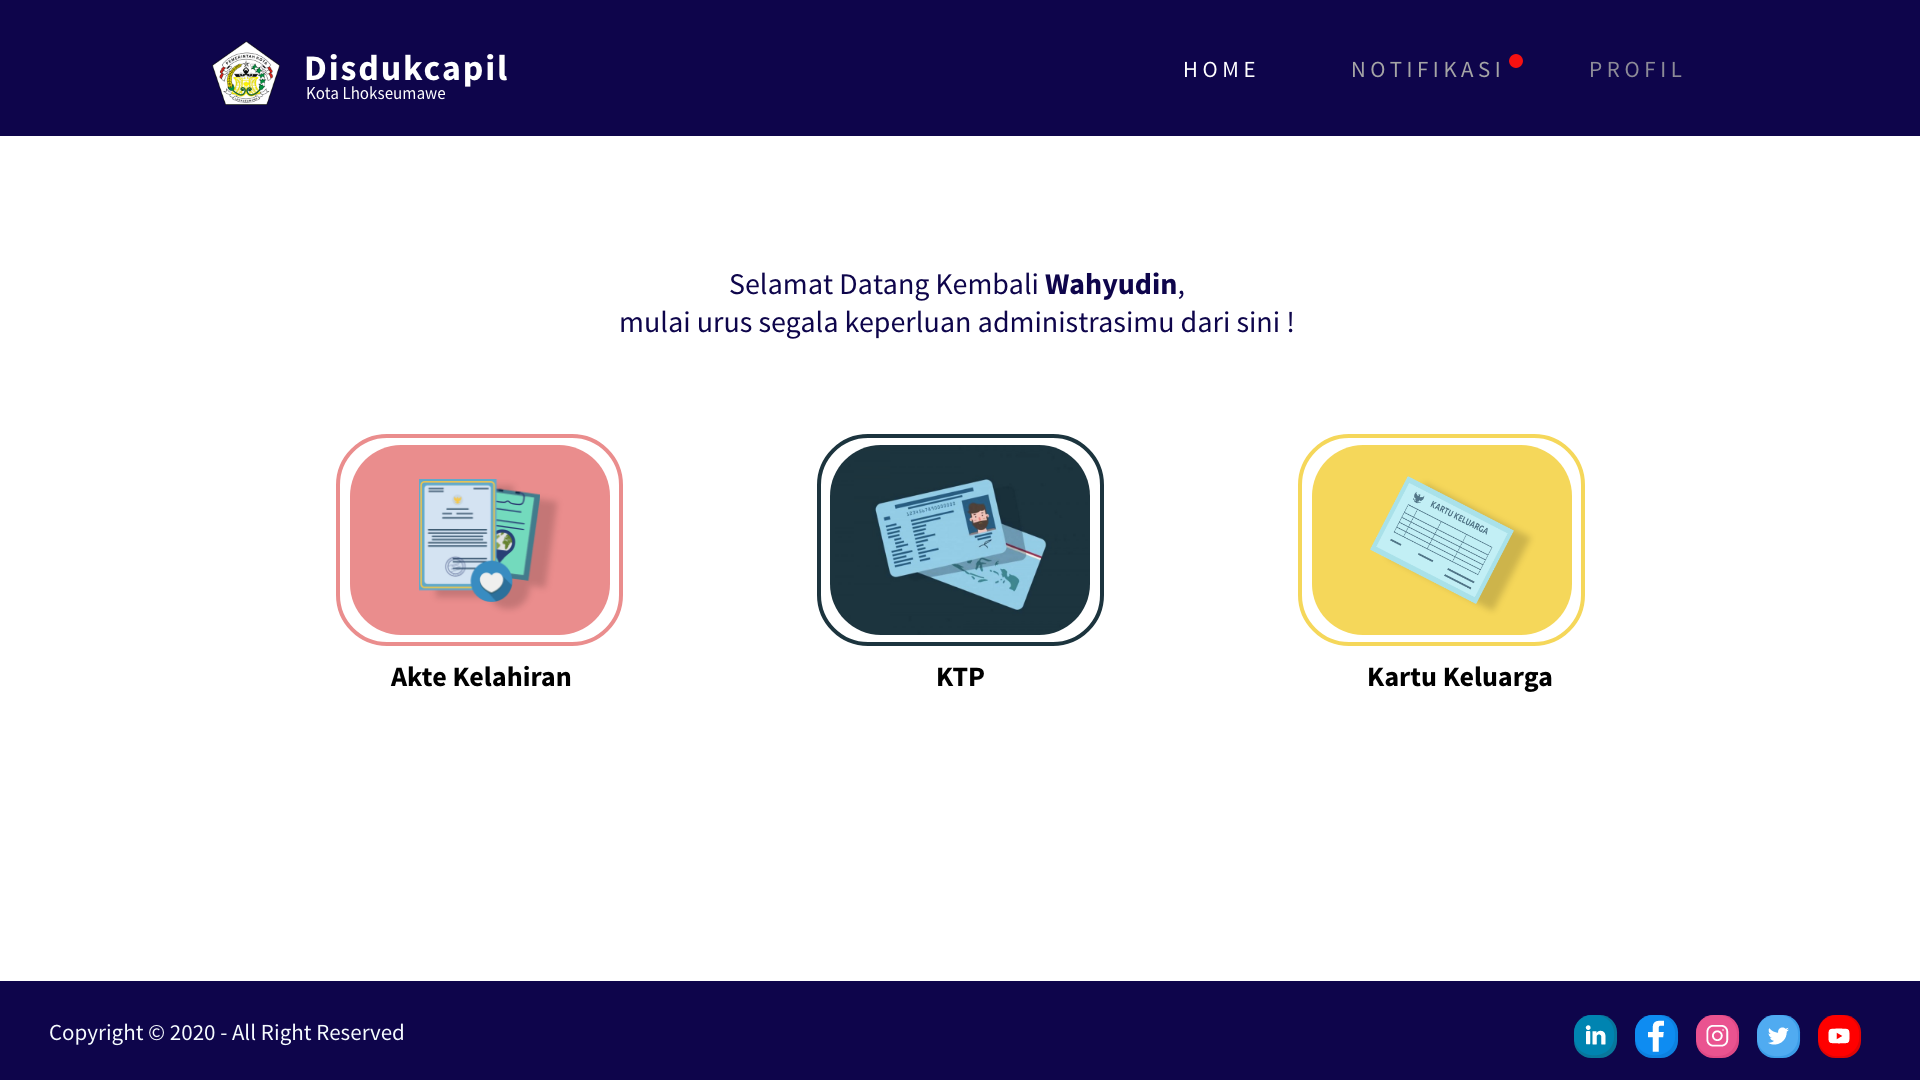 Disdukcapil
Kota Lhokseumawe
HOME
NOTIFIKASI
PROFIL
Selamat Datang Kembali Wahyudin,
mulai urus segala keperluan administrasimu dari sini !
KARTU KELUARGA
Akte Kelahiran
KTP
Kartu Keluarga
Copyright © 2020 - All Right Reserved
in